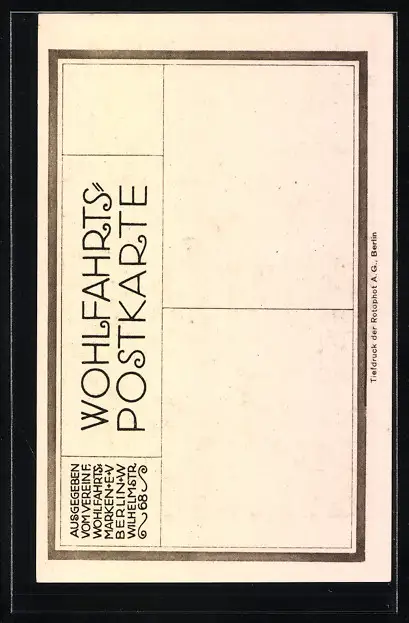 WOHLFAHRTS=
POSTKARTE
AUSGEGEBEN
VOM VEREIN F.
WOHLFAHRTS=
MARKEN•E•V
BERLIN•W
WILHELMSTR.
68
Tiefdruck der Rotophot A. G., Berlin